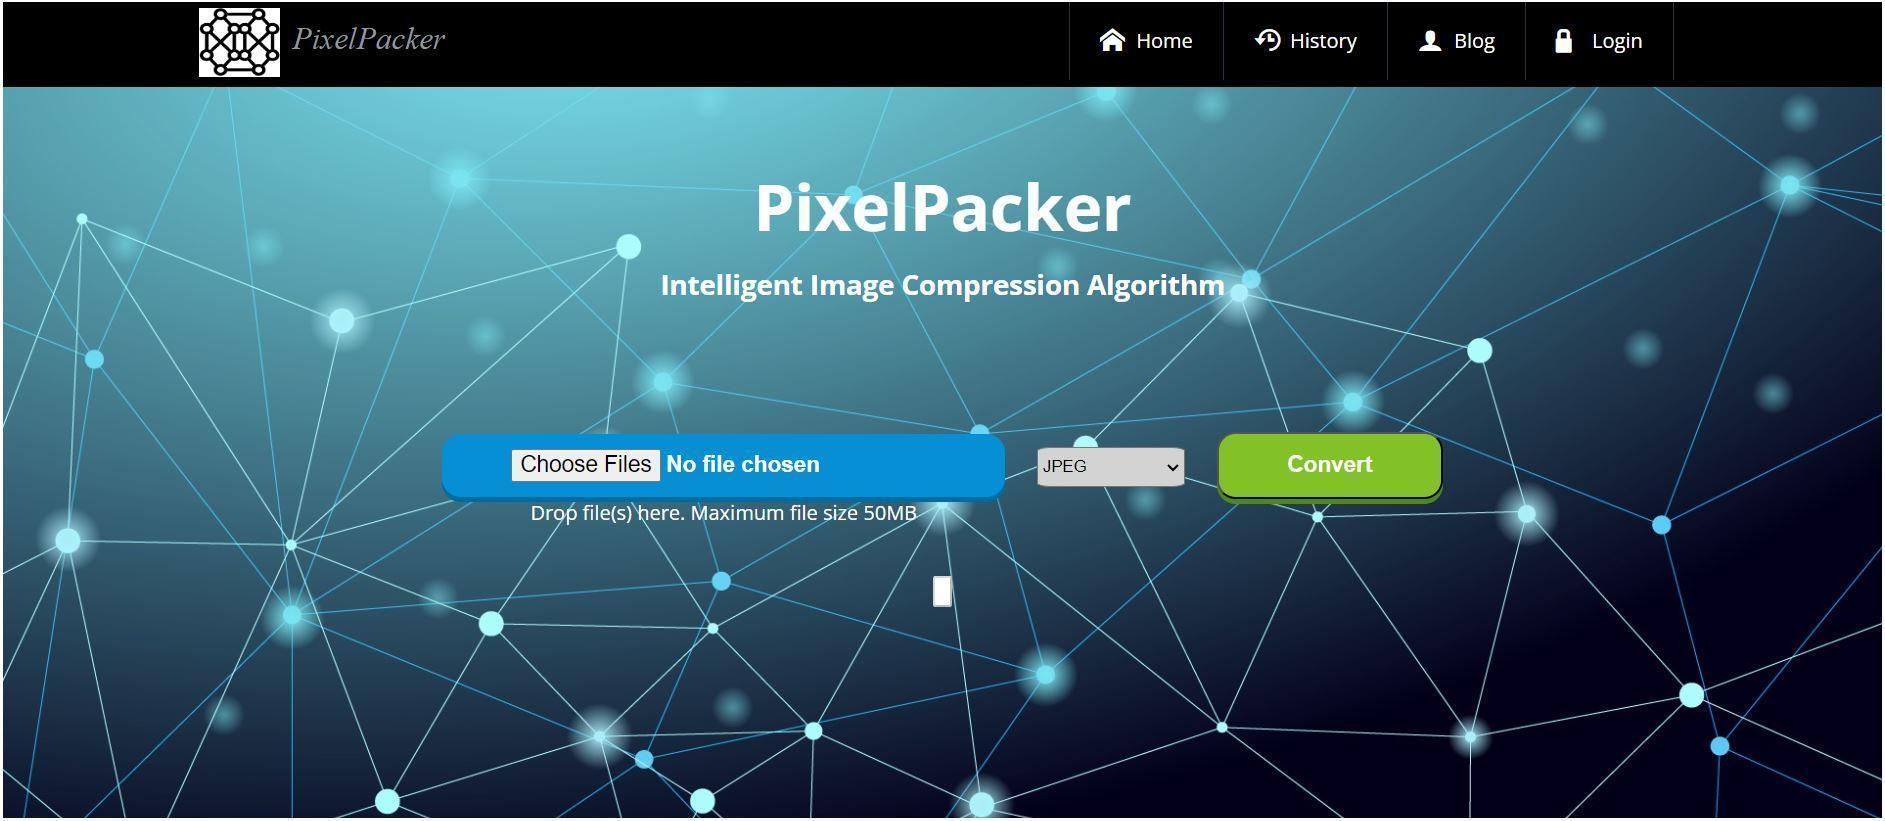 PixelPacker
Home
History
Blog
Login
PixelPacker
Intelligent Image Compression Algorithm
Choose Files No file chosen
JPEG
Convert
Drop file(s) here. Maximum file size 50MB